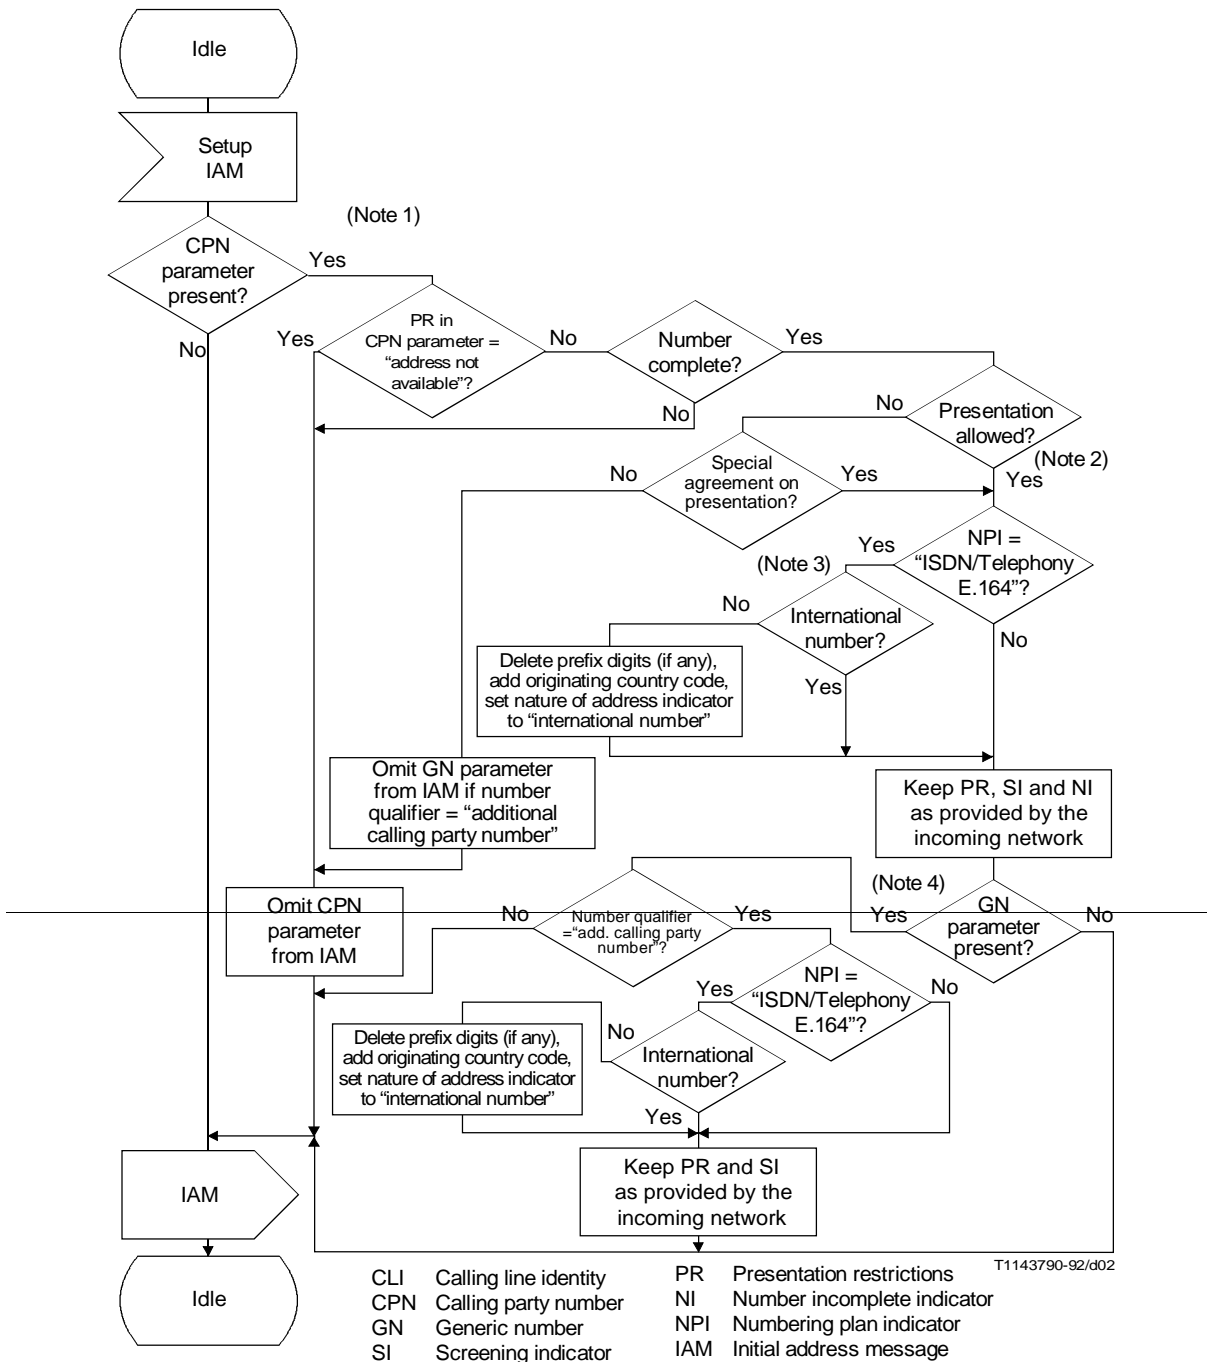 Idle
Setup
IAM
(Note 1)
CPN
parameter
present?
Yes
No
PR in
CPN parameter =
“address not
available”?
Yes
No
Number
complete?
Yes
No
Presentation
allowed?
No
(Note 2)
Yes
Special
agreement on
presentation?
No
Yes
NPI =
“ISDN/Telephony
E.164”?
Yes
No
(Note 3)
International
number?
No
Yes
Delete prefix digits (if any),
add originating country code,
set nature of address indicator
to “international number”
Omit GN parameter
from IAM if number
qualifier = “additional
calling party number”
Keep PR, SI and NI
as provided by the
incoming network
(Note 4)
GN
parameter
present?
Yes
No
Omit CPN
parameter
from IAM
Number qualifier
=“add. calling party
number”?
No
Yes
NPI =
“ISDN/Telephony
E.164”?
Yes
No
International
number?
No
Yes
Delete prefix digits (if any),
add originating country code,
set nature of address indicator
to “international number”
Keep PR and SI
as provided by the
incoming network
IAM
Idle
T1143790-92/d02
CLI Calling line identity
CPN Calling party number
GN Generic number
SI Screening indicator
PR Presentation restrictions
NI Number incomplete indicator
NPI Numbering plan indicator
IAM Initial address message